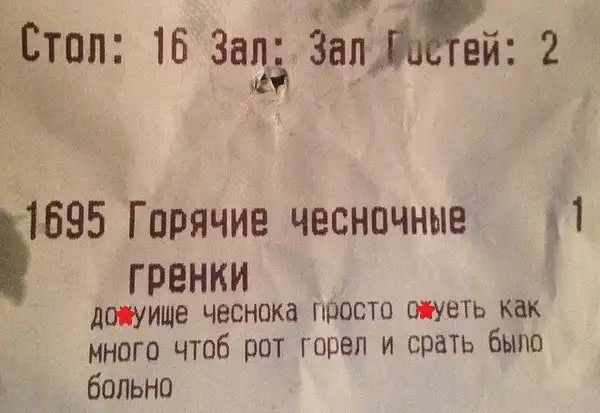 Стол: 16 Зал: Зал Гостей: 2
1695 Горячие чесночные 1
гренки
до★уище чеснока просто о★уеть как
много чтоб рот горел и срать было
больно